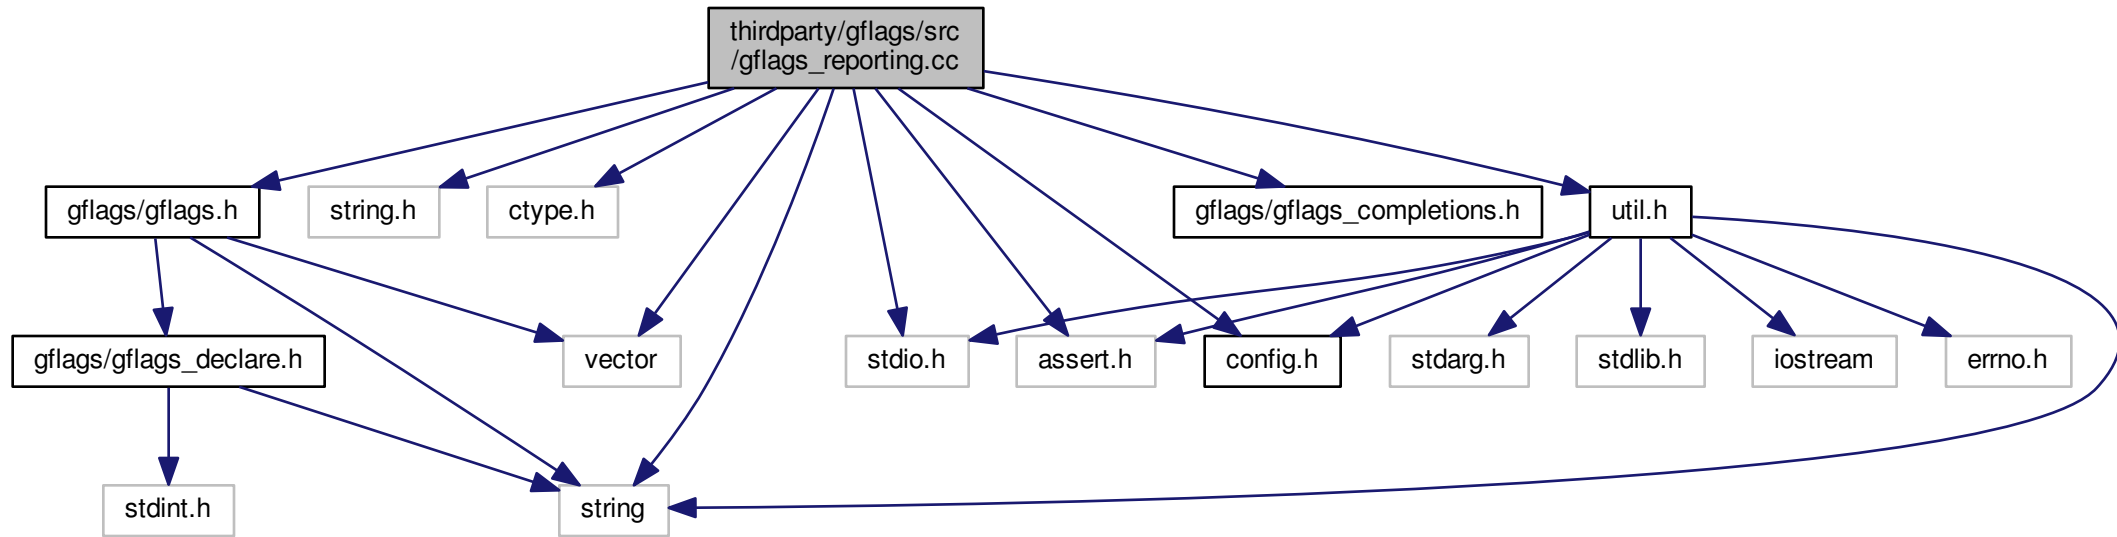 thirdparty/gflags/src
/gflags_reporting.cc
gflags/gflags.h
string.h
ctype.h
gflags/gflags_completions.h
util.h
gflags/gflags_declare.h
vector
stdio.h
assert.h
config.h
stdarg.h
stdlib.h
iostream
errno.h
stdint.h
string